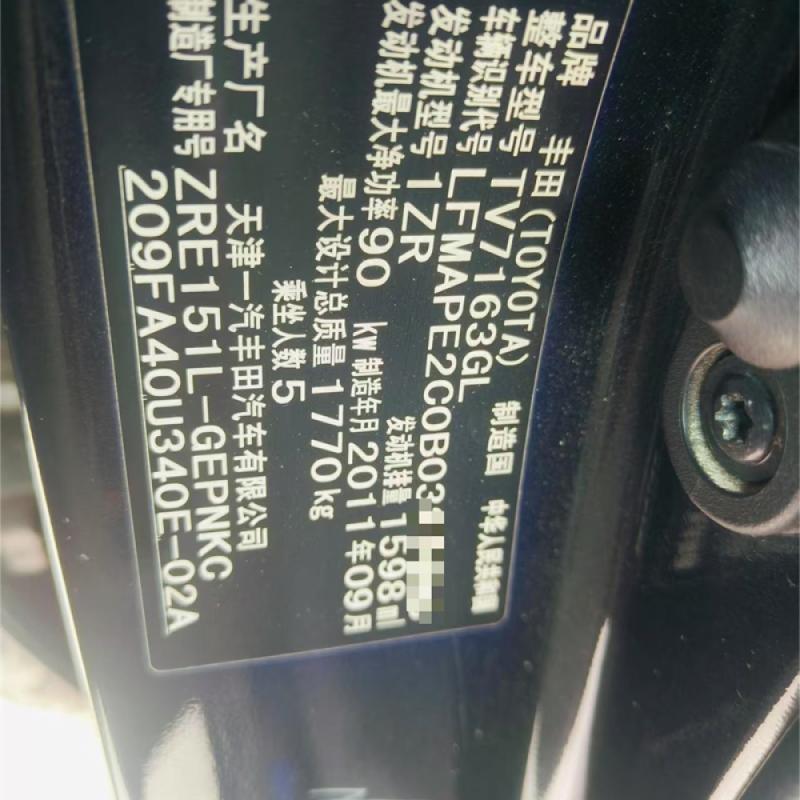 品牌 丰田(TOYOTA) 制造国 中华人民共和国
整车型号 TV7163GL
车辆识别代号 LFMAPE2C0B03
发动机型号 1ZR 发动机排量 1598ml
发动机最大净功率 90 kW 制造年月 2011年09月
最大设计总质量 1770kg
乘坐人数 5
生产厂名 天津一汽丰田汽车有限公司
制造厂专用号 ZRE151L-GEPNKC
209FA40U340E-02A